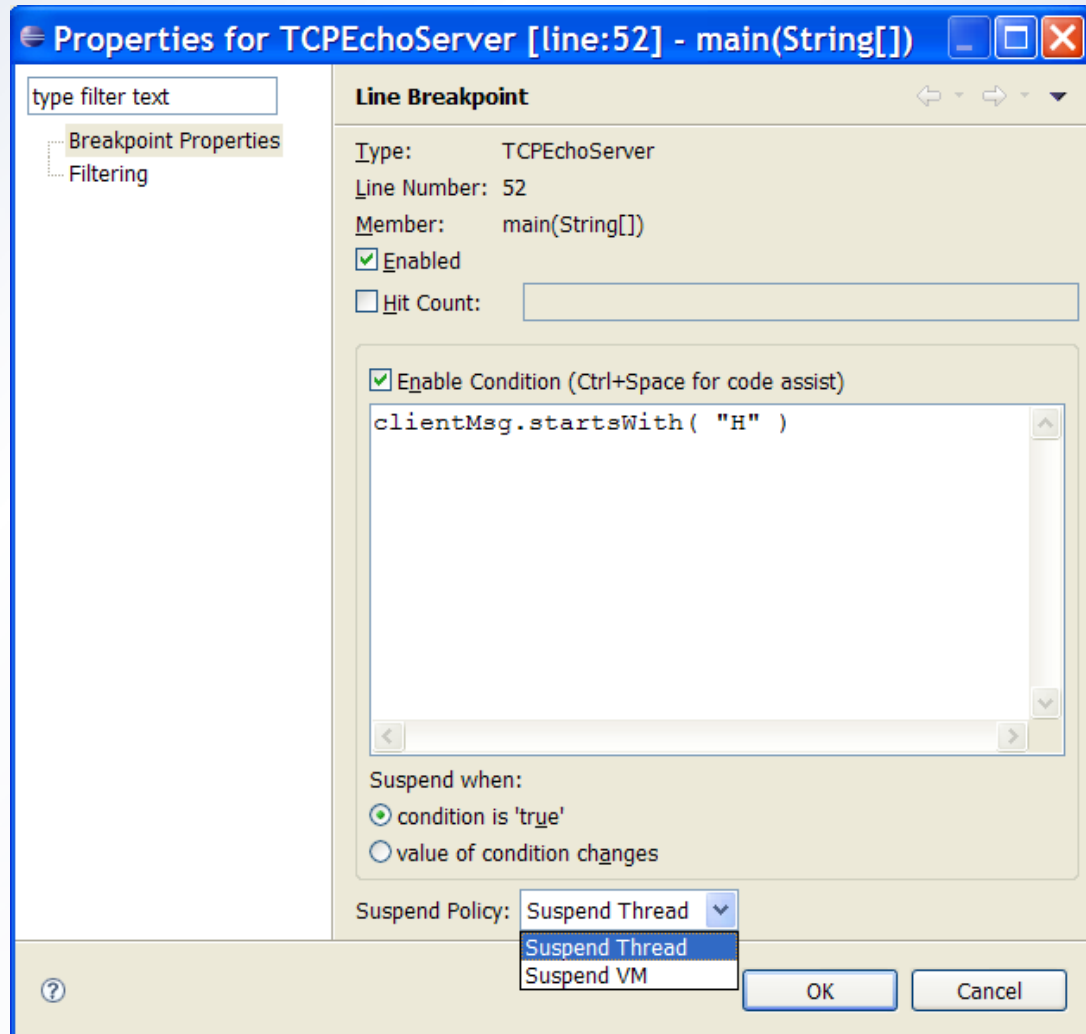 Properties for TCPEchoServer [line:52] - main(String[])
type filter text
Breakpoint Properties
Filtering
Line Breakpoint
Type: TCPEchoServer
Line Number: 52
Member: main(String[])
Enabled
Hit Count:
Enable Condition (Ctrl+Space for code assist)
clientMsg.startsWith( "H" )
Suspend when:
condition is 'true'
value of condition changes
Suspend Policy: Suspend Thread
Suspend Thread
Suspend VM
?
OK Cancel